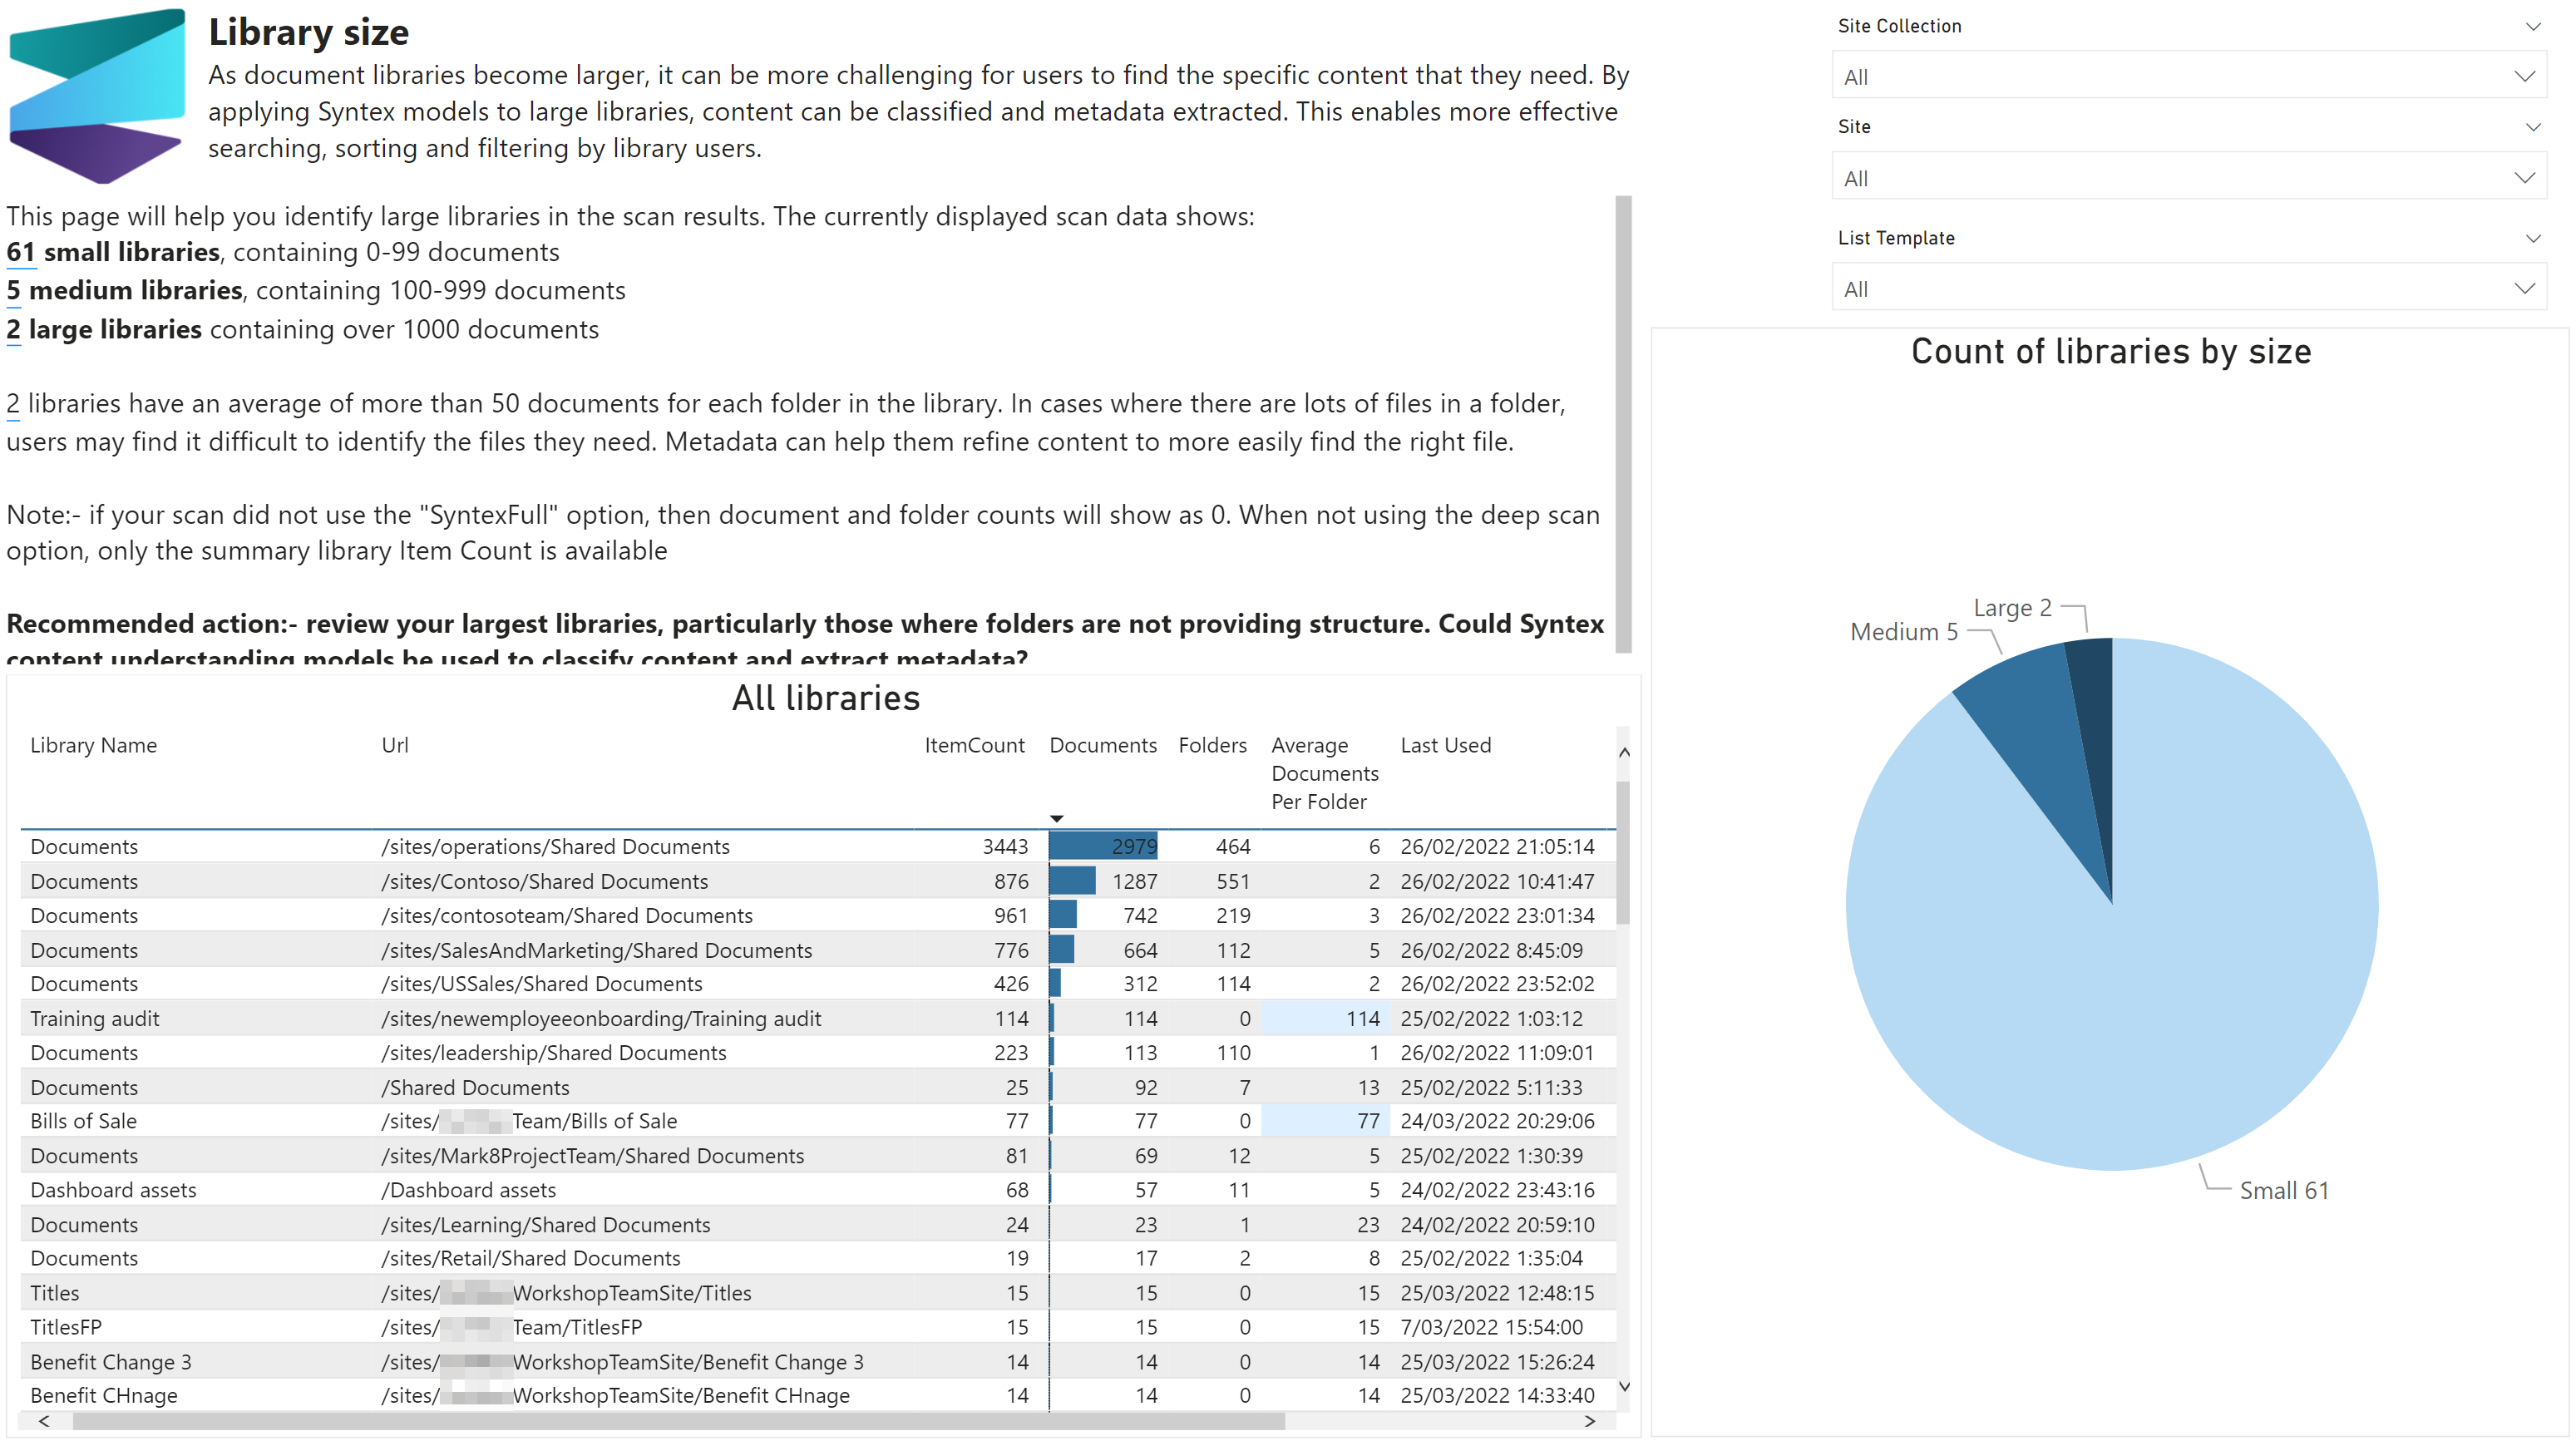 Library size
As document libraries become larger, it can be more challenging for users to find the specific content that they need. By
applying Syntex models to large libraries, content can be classified and metadata extracted. This enables more effective
searching, sorting and filtering by library users.
This page will help you identify large libraries in the scan results. The currently displayed scan data shows:
61 small libraries, containing 0-99 documents
5 medium libraries, containing 100-999 documents
2 large libraries containing over 1000 documents
2 libraries have an average of more than 50 documents for each folder in the library. In cases where there are lots of files in a folder,
users may find it difficult to identify the files they need. Metadata can help them refine content to more easily find the right file.
Note:- if your scan did not use the "SyntexFull" option, then document and folder counts will show as 0. When not using the deep scan
option, only the summary library Item Count is available
Recommended action:- review your largest libraries, particularly those where folders are not providing structure. Could Syntex
content understanding models be used to classify content and extract metadata?
Site Collection
All
Site
All
List Template
All
All libraries
Library Name Url ItemCount Documents Folders Average Documents Per Folder Last Used
Documents /sites/operations/Shared Documents 3443 2979 464 6 26/02/2022 21:05:14
Documents /sites/Contoso/Shared Documents 876 1287 551 2 26/02/2022 10:41:47
Documents /sites/contosoteam/Shared Documents 961 742 219 3 26/02/2022 23:01:34
Documents /sites/SalesAndMarketing/Shared Documents 776 664 112 5 26/02/2022 8:45:09
Documents /sites/USSales/Shared Documents 426 312 114 2 26/02/2022 23:52:02
Training audit /sites/newemployeeonboarding/Training audit 114 114 0 114 25/02/2022 1:03:12
Documents /sites/leadership/Shared Documents 223 113 110 1 26/02/2022 11:09:01
Documents /Shared Documents 25 92 7 13 25/02/2022 5:11:33
Bills of Sale /sites/ Team/Bills of Sale 77 77 0 77 24/03/2022 20:29:06
Documents /sites/Mark8ProjectTeam/Shared Documents 81 69 12 5 25/02/2022 1:30:39
Dashboard assets /Dashboard assets 68 57 11 5 24/02/2022 23:43:16
Documents /sites/Learning/Shared Documents 24 23 1 23 24/02/2022 20:59:10
Documents /sites/Retail/Shared Documents 19 17 2 8 25/02/2022 1:35:04
Titles /sites/ WorkshopTeamSite/Titles 15 15 0 15 25/03/2022 12:48:15
TitlesFP /sites/ Team/TitlesFP 15 15 0 15 7/03/2022 15:54:00
Benefit Change 3 /sites/ WorkshopTeamSite/Benefit Change 3 14 14 0 14 25/03/2022 15:26:24
Benefit CHnage /sites/ WorkshopTeamSite/Benefit CHnage 14 14 0 14 25/03/2022 14:33:40
Count of libraries by size
Large 2
Medium 5
Small 61